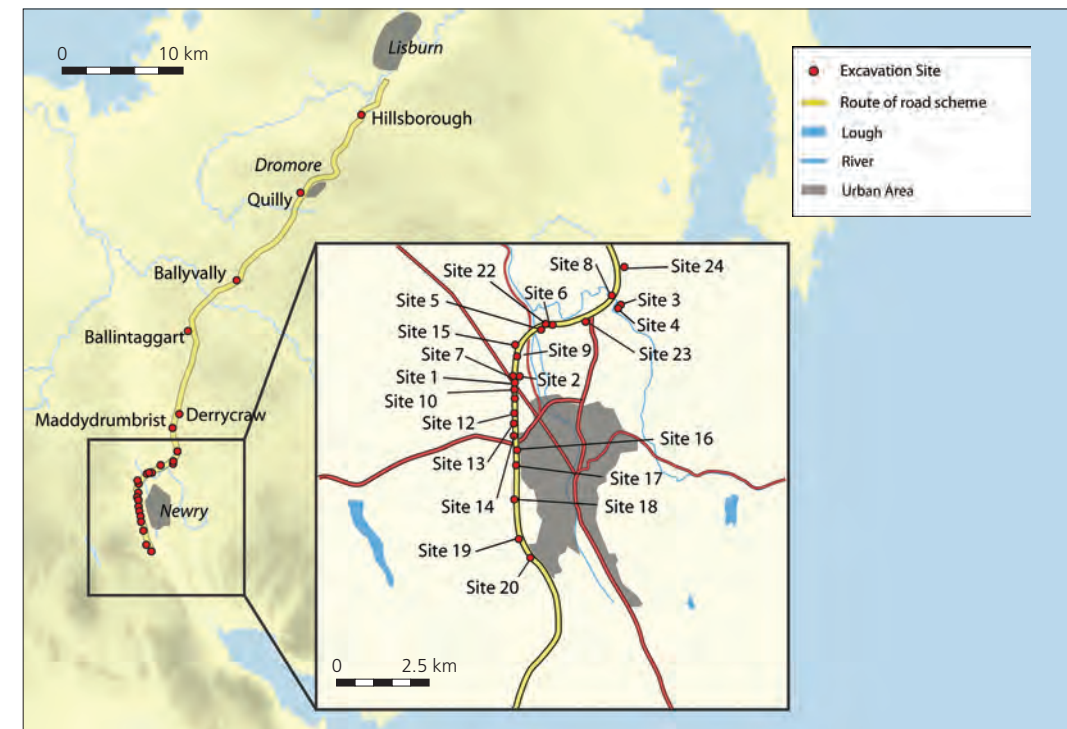 Lisburn
0 10 km
Excavation Site
Route of road scheme
Lough
River
Urban Area
Hillsborough
Dromore
Quilly
Ballyvally
Ballintaggart
Maddydrumbrist
Derrycraw
Newry
Site 22
Site 8
Site 24
Site 6
Site 5
Site 3
Site 4
Site 15
Site 23
Site 7
Site 9
Site 1
Site 2
Site 10
Site 12
Site 16
Site 13
Site 17
Site 14
Site 18
Site 19
Site 20
0 2.5 km